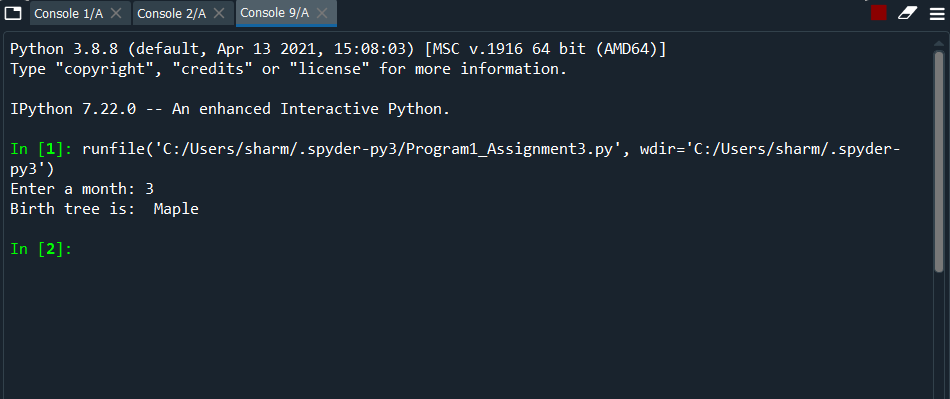 Console 1/A Console 2/A Console 9/A
Python 3.8.8 (default, Apr 13 2021, 15:08:03) [MSC v.1916 64 bit (AMD64)]
Type "copyright", "credits" or "license" for more information.
IPython 7.22.0 -- An enhanced Interactive Python.
In [1]: runfile('C:/Users/sharm/.spyder-py3/Program1_Assignment3.py', wdir='C:/Users/sharm/.spyder-
py3')
Enter a month: 3
Birth tree is:  Maple
In [2]: